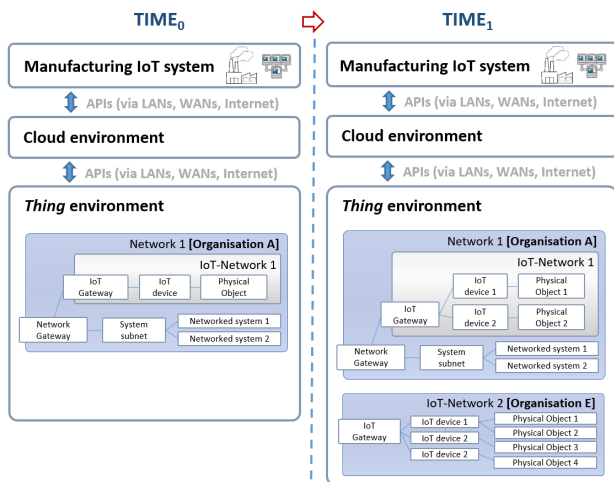 TIME0
Manufacturing IoT system
APIs (via LANs, WANs, Internet)
Cloud environment
APIs (via LANs, WANs, Internet)
Thing environment
Network 1 [Organisation A]
IoT-Network 1
IoT
Gateway
IoT
device
Physical
Object
Network
Gateway
System
subnet
Networked system 1
Networked system 2
TIME1
Manufacturing IoT system
APIs (via LANs, WANs, Internet)
Cloud environment
APIs (via LANs, WANs, Internet)
Thing environment
Network 1 [Organisation A]
IoT-Network 1
IoT
Gateway
IoT
device 1
Physical
Object 1
IoT
device 2
Physical
Object 2
Network
Gateway
System
subnet
Networked system 1
Networked system 2
IoT-Network 2 [Organisation E]
IoT
Gateway
IoT device 1
IoT device 2
IoT device 2
Physical Object 1
Physical Object 2
Physical Object 3
Physical Object 4